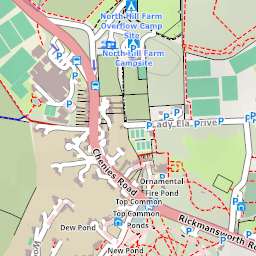 North Hill Farm
Overflow Camp
Site
North Hill Farm
Campsite
Lady Ela Drive
Chenies Road
Ornamental
Fire Pond
Top Common
Top Common
Ponds
Rickmansworth Ro
Dew Pond
New Pond